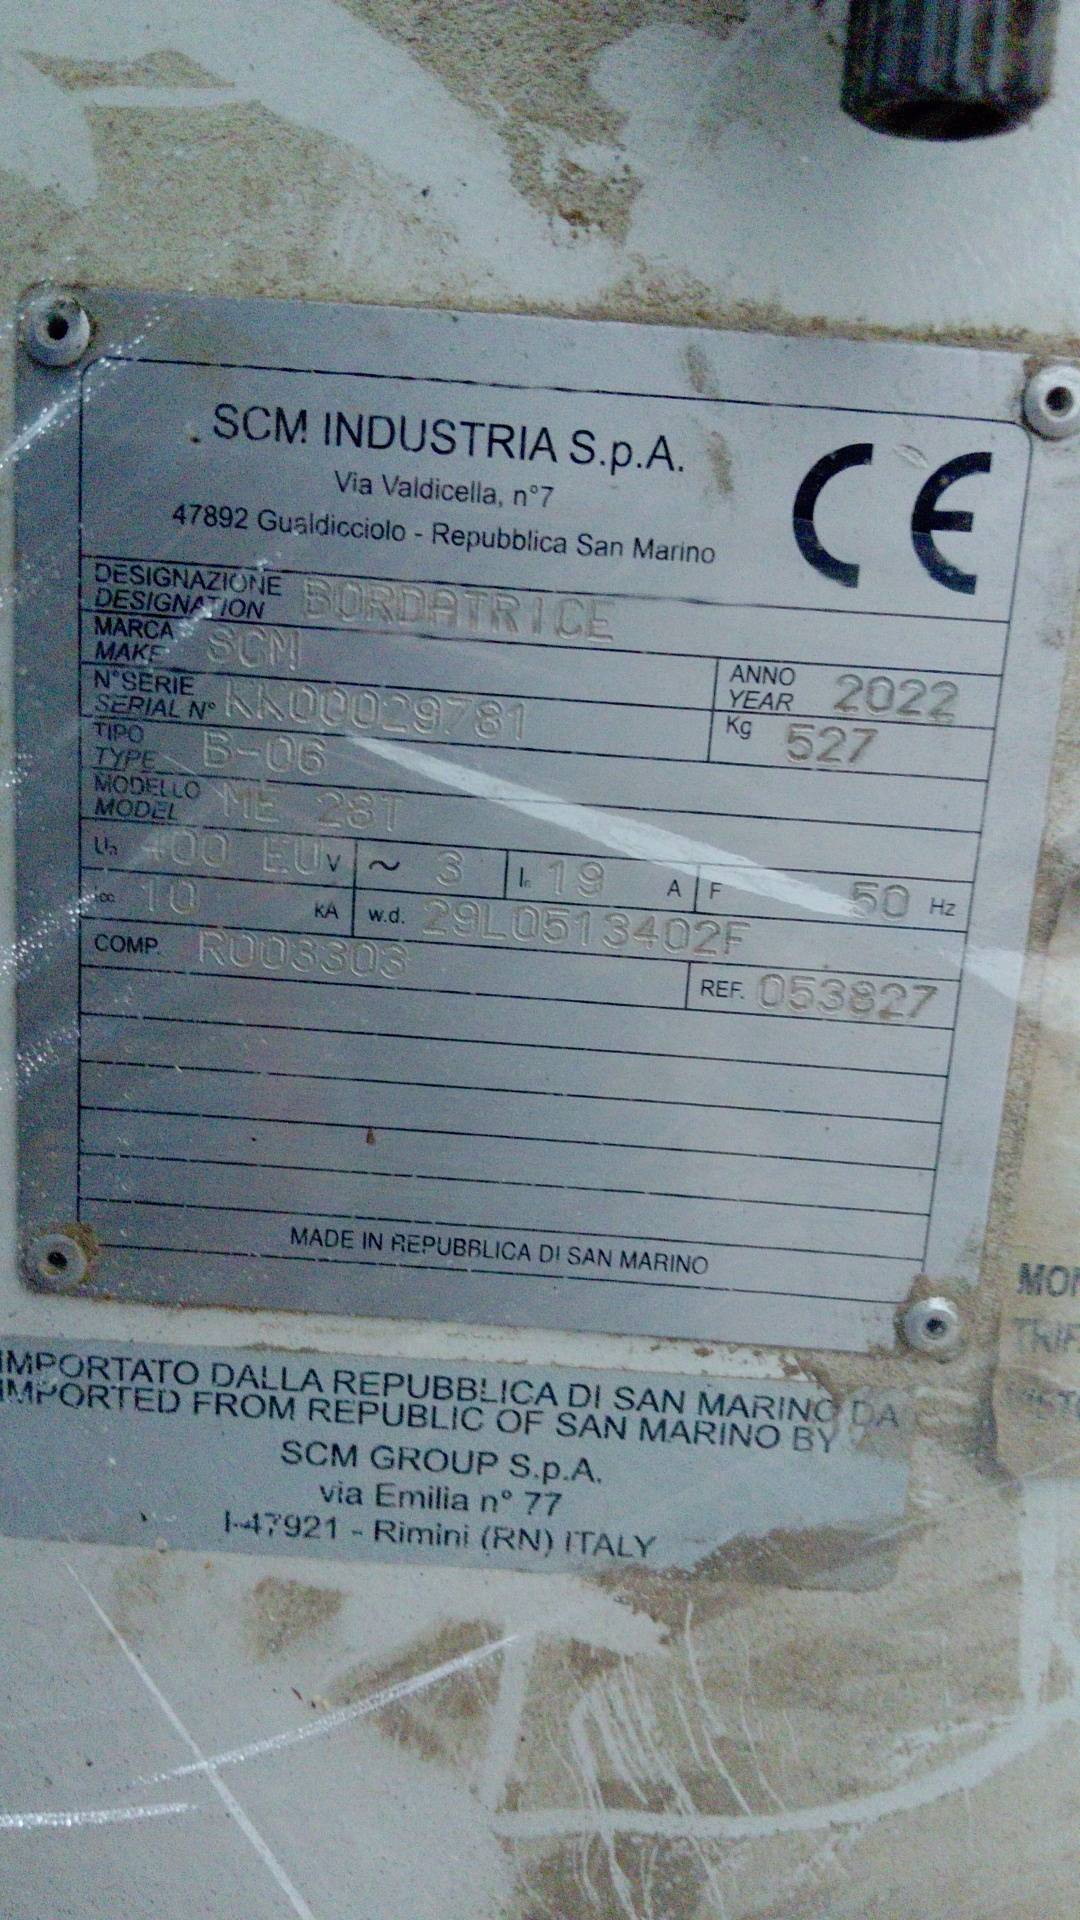 SCM INDUSTRIA S.p.A.
Via Valdicella, n°7
47892 Gualdicciolo - Repubblica San Marino
CE
DESIGNAZIONE
DESIGNATION BORDATRICE
MARCA
MAKE SCM
ANNO
YEAR 2022
N°SERIE
SERIAL N° KK00029781
Kg 527
TIPO
TYPE B-06
MODELLO
MODEL ME 28T
Un 400 EU V ~ 3 In 19 A F 50 Hz
Icc 10 KA w.d. 29L0513402F
COMP. R003303
REF. 053827
MADE IN REPUBBLICA DI SAN MARINO
IMPORTATO DALLA REPUBBLICA DI SAN MARINO DA
IMPORTED FROM REPUBLIC OF SAN MARINO BY
SCM GROUP S.p.A.
via Emilia n° 77
I-47921 - Rimini (RN) ITALY